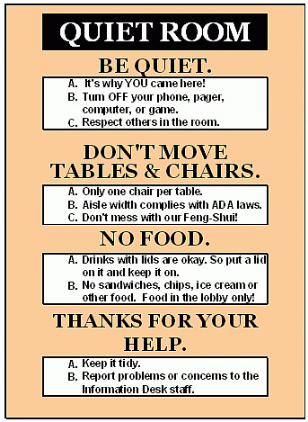 QUIET ROOM
BE QUIET.
A. It's why YOU came here!
B. Turn OFF your phone, pager,
computer, or game.
C. Respect others in the room.
DON'T MOVE
TABLES & CHAIRS.
A. Only one chair per table.
B. Aisle width complies with ADA laws.
C. Don't mess with our Feng-Shui!
NO FOOD.
A. Drinks with lids are okay. So put a lid
on it and keep it on.
B. No sandwiches, chips, ice cream or
other food. Food in the lobby only!
THANKS FOR YOUR
HELP.
A. Keep it tidy.
B. Report problems or concerns to the
Information Desk staff.